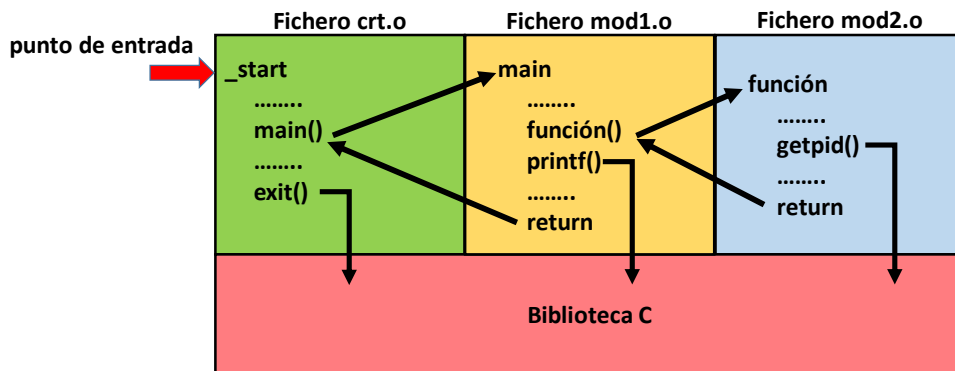 Fichero crt.o
Fichero mod1.o
Fichero mod2.o
punto de entrada
_start
........
main()
........
exit()
main
........
función()
printf()
........
return
función
........
getpid()
........
return
Biblioteca C